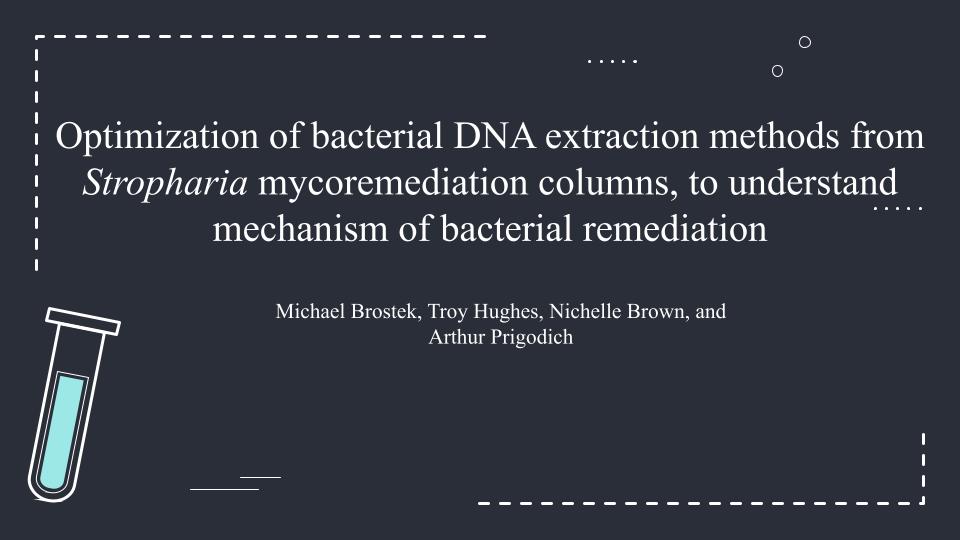 Optimization of bacterial DNA extraction methods from
Stropharia mycoremediation columns, to understand
mechanism of bacterial remediation
Michael Brostek, Troy Hughes, Nichelle Brown, and
Arthur Prigodich